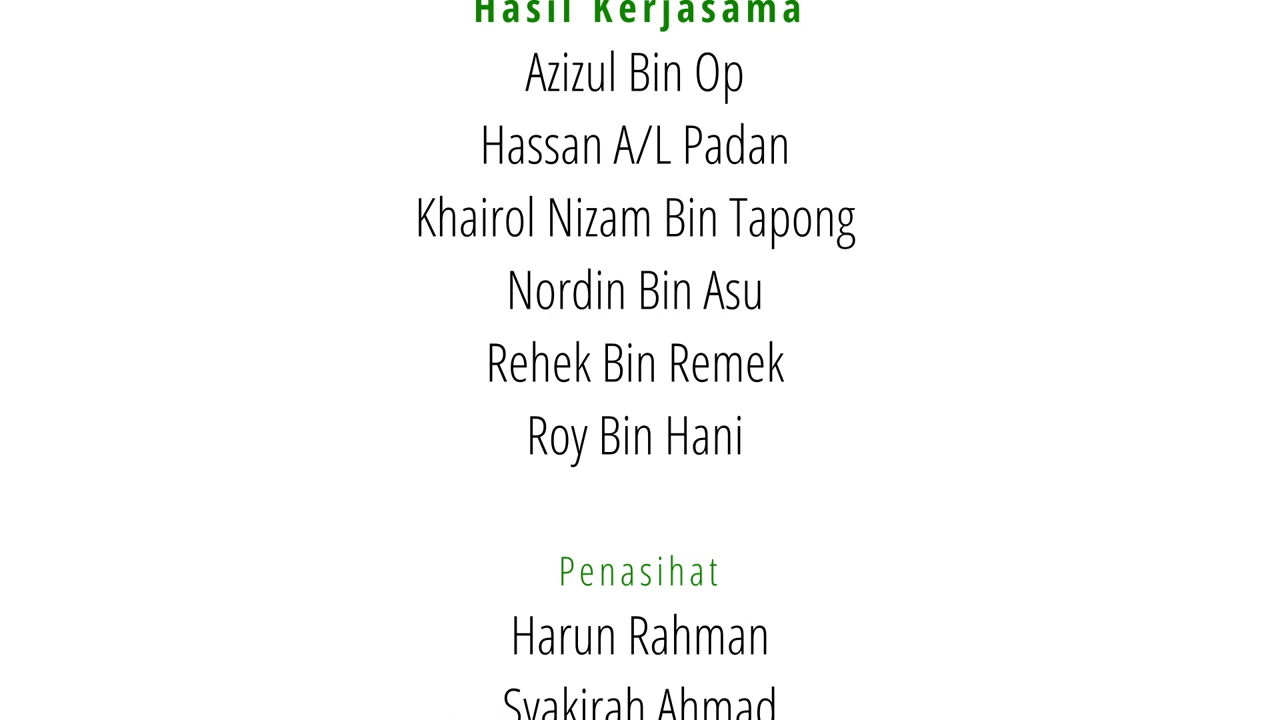 Hasil Kerjasama
Azizul Bin Op
Hassan A/L Padan
Khairol Nizam Bin Tapong
Nordin Bin Asu
Rehek Bin Remek
Roy Bin Hani
Penasihat
Harun Rahman
Syakirah Ahmad